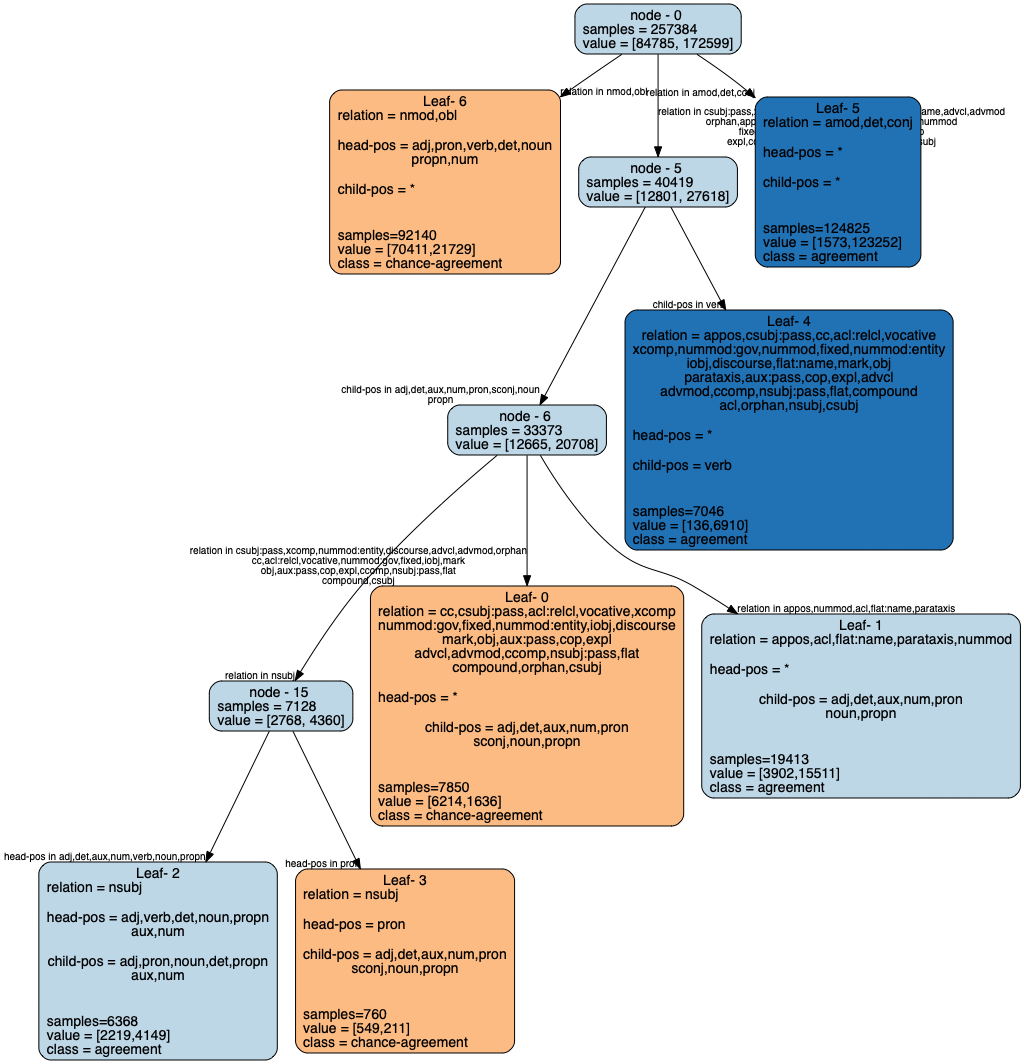 node - 0
samples = 257384
value = [84785, 172599]
relation in nmod,obl
relation in amod,det,conj
relation in csubj:pass,
name,advcl,advmod
orphan,app
nummod
fixe
expl,cc
subj
Leaf- 6
relation = nmod,obl
head-pos = adj,pron,verb,det,noun
propn,num
child-pos = *
samples=92140
value = [70411,21729]
class = chance-agreement
Leaf- 5
relation = amod,det,conj
head-pos = *
child-pos = *
samples=124825
value = [1573,123252]
class = agreement
node - 5
samples = 40419
value = [12801, 27618]
child-pos in verb
Leaf- 4
relation = appos,csubj:pass,cc,acl:relcl,vocative
xcomp,nummod:gov,nummod,fixed,nummod:entity
iobj,discourse,flat:name,mark,obj
parataxis,aux:pass,cop,expl,advcl
advmod,ccomp,nsubj:pass,flat,compound
acl,orphan,nsubj,csubj
head-pos = *
child-pos = verb
samples=7046
value = [136,6910]
class = agreement
child-pos in adj,det,aux,num,pron,sconj,noun
propn
node - 6
samples = 33373
value = [12665, 20708]
relation in csubj:pass,xcomp,nummod:entity,discourse,advcl,advmod,orphan
cc,acl:relcl,vocative,nummod:gov,fixed,iobj,mark
obj,aux:pass,cop,expl,ccomp,nsubj:pass,flat
compound,csubj
Leaf- 0
relation = cc,csubj:pass,acl:relcl,vocative,xcomp
nummod:gov,fixed,nummod:entity,iobj,discourse
mark,obj,aux:pass,cop,expl
advcl,advmod,ccomp,nsubj:pass,flat
compound,orphan,csubj
head-pos = *
child-pos = adj,det,aux,num,pron
sconj,noun,propn
samples=7850
value = [6214,1636]
class = chance-agreement
relation in appos,nummod,acl,flat:name,parataxis
Leaf- 1
relation = appos,acl,flat:name,parataxis,nummod
head-pos = *
child-pos = adj,det,aux,num,pron
noun,propn
samples=19413
value = [3902,15511]
class = agreement
relation in nsubj
node - 15
samples = 7128
value = [2768, 4360]
head-pos in adj,det,aux,num,verb,noun,propn
Leaf- 2
relation = nsubj
head-pos = adj,verb,det,noun,propn
aux,num
child-pos = adj,pron,noun,det,propn
aux,num
samples=6368
value = [2219,4149]
class = agreement
head-pos in pron
Leaf- 3
relation = nsubj
head-pos = pron
child-pos = adj,det,aux,num,pron
sconj,noun,propn
samples=760
value = [549,211]
class = chance-agreement